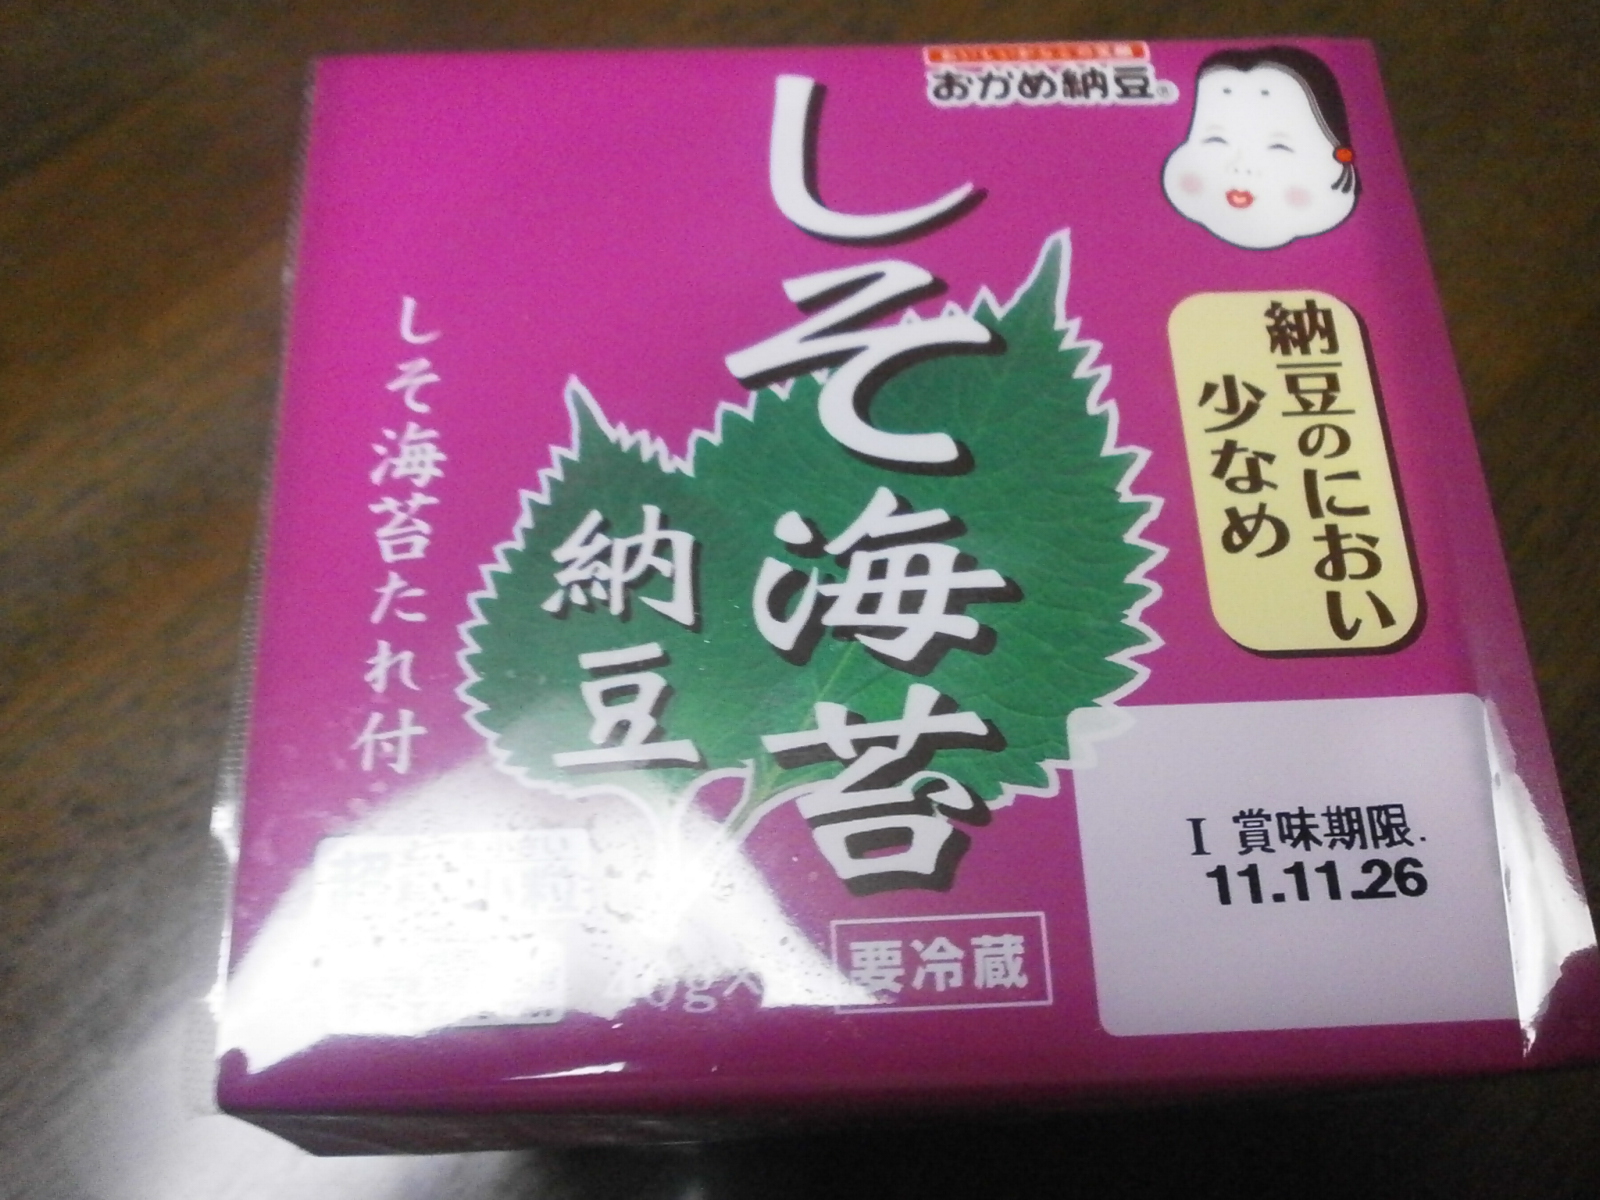 おかめ納豆
しそ海苔
納豆
納豆のにおい
少なめ
しそ海苔たれ付
I 賞味期限.
11.11.26
要冷蔵